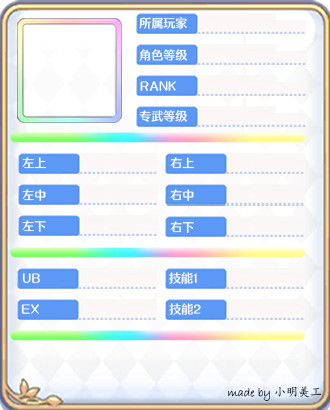 所属玩家
角色等级
RANK
专武等级
左上 右上
左中 右中
左下 右下
UB 技能1
EX 技能2
made by 小明美工